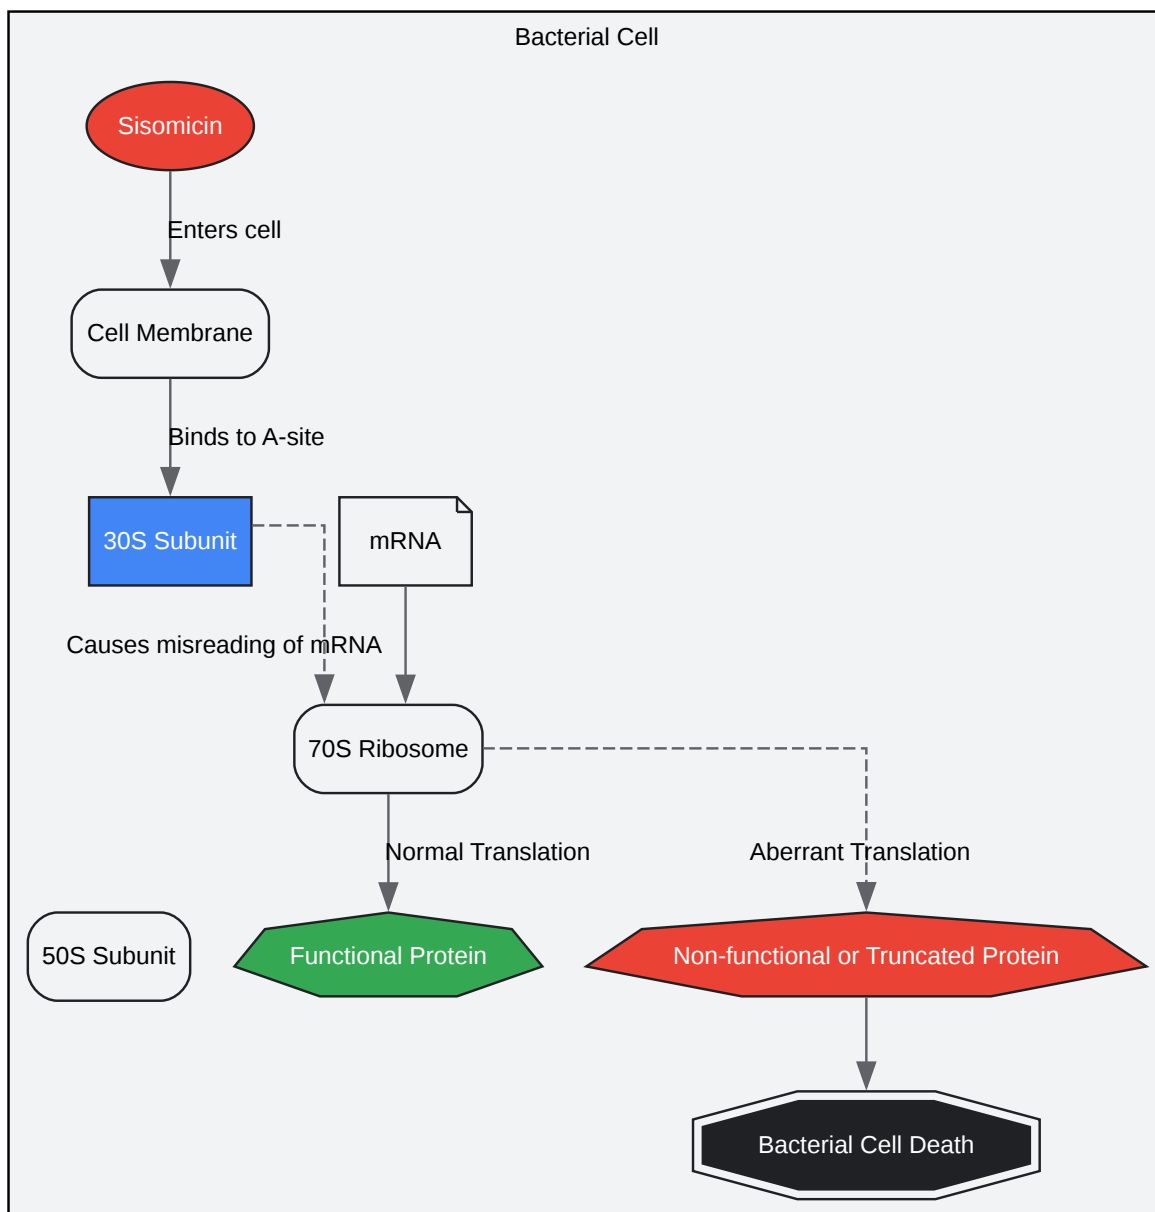 Bacterial Cell
Sisomicin
Enters cell
Cell Membrane
Binds to A-site
30S Subunit
mRNA
Causes misreading of mRNA
70S Ribosome
Normal Translation
Aberrant Translation
50S Subunit
Functional Protein
Non-functional or Truncated Protein
Bacterial Cell Death